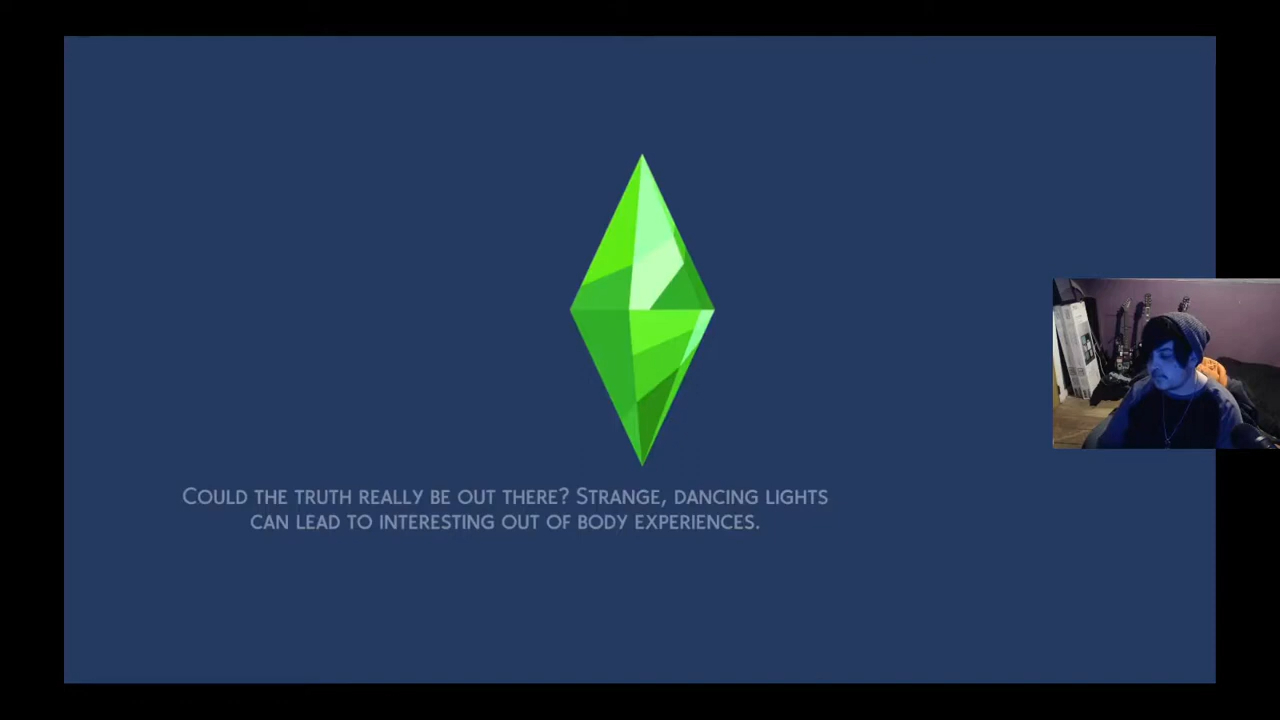 Could the truth really be out there? Strange, dancing lights
can lead to interesting out of body experiences.